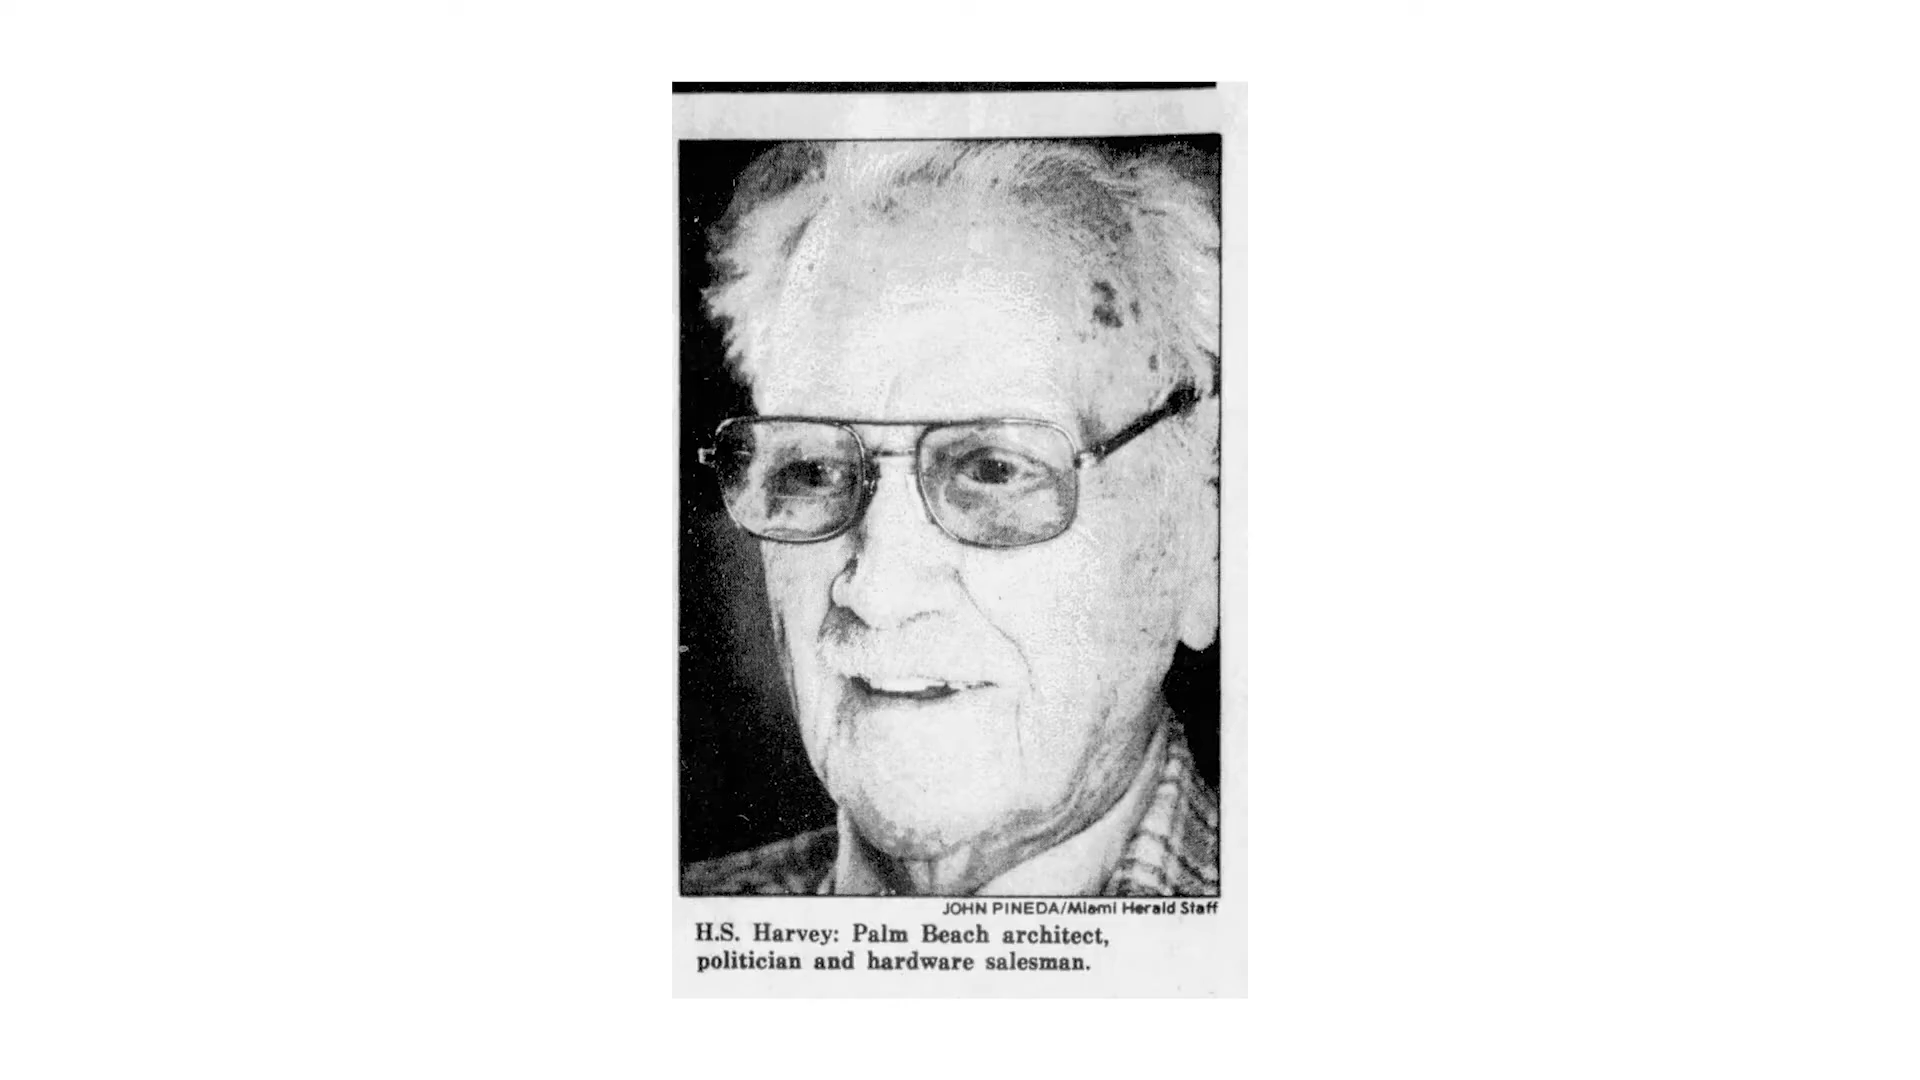 JOHN PINEDA/Miami Herald Staff
H.S. Harvey: Palm Beach architect,
politician and hardware salesman.